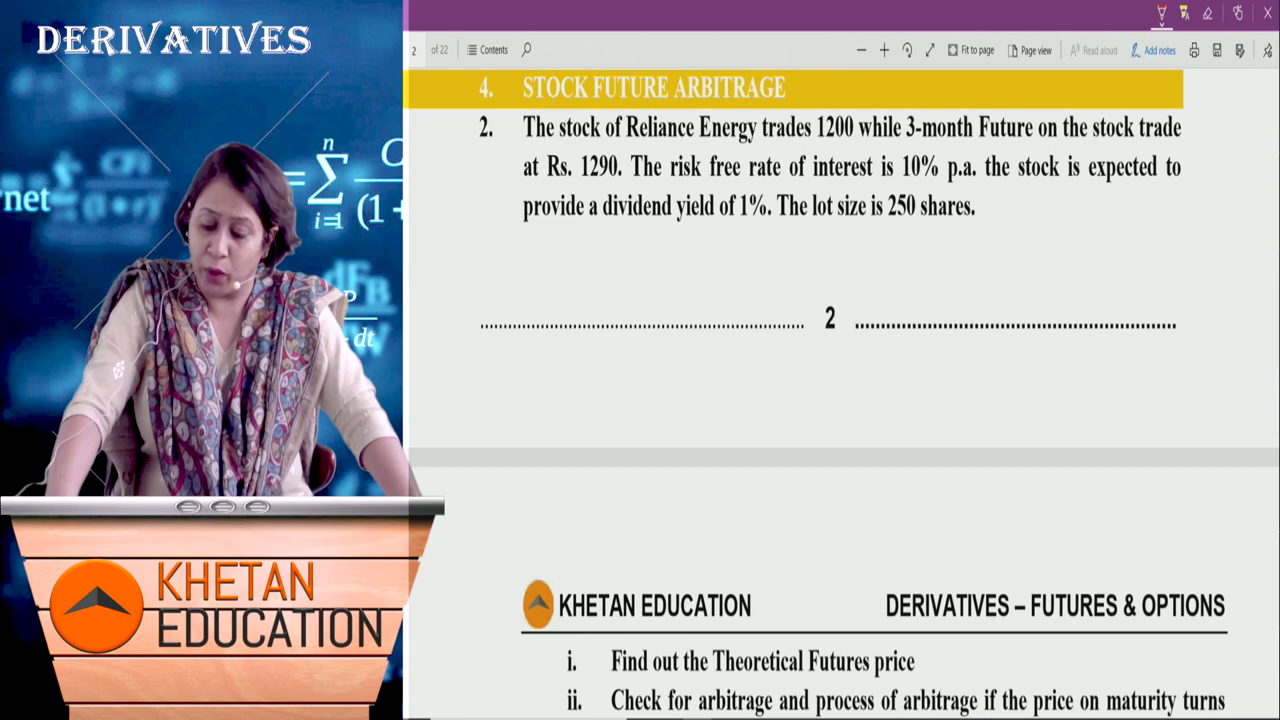 DERIVATIVES
2 of 22
Contents
Fit to page
Page view
Read aloud
Add notes
4. STOCK FUTURE ARBITRAGE
2. The stock of Reliance Energy trades 1200 while 3-month Future on the stock trade
at Rs. 1290. The risk free rate of interest is 10% p.a. the stock is expected to
provide a dividend yield of 1%. The lot size is 250 shares.
2
KHETAN EDUCATION
DERIVATIVES – FUTURES & OPTIONS
i. Find out the Theoretical Futures price
ii. Check for arbitrage and process of arbitrage if the price on maturity turns
net
n
i=1
(1+
dt
KHETAN
EDUCATION